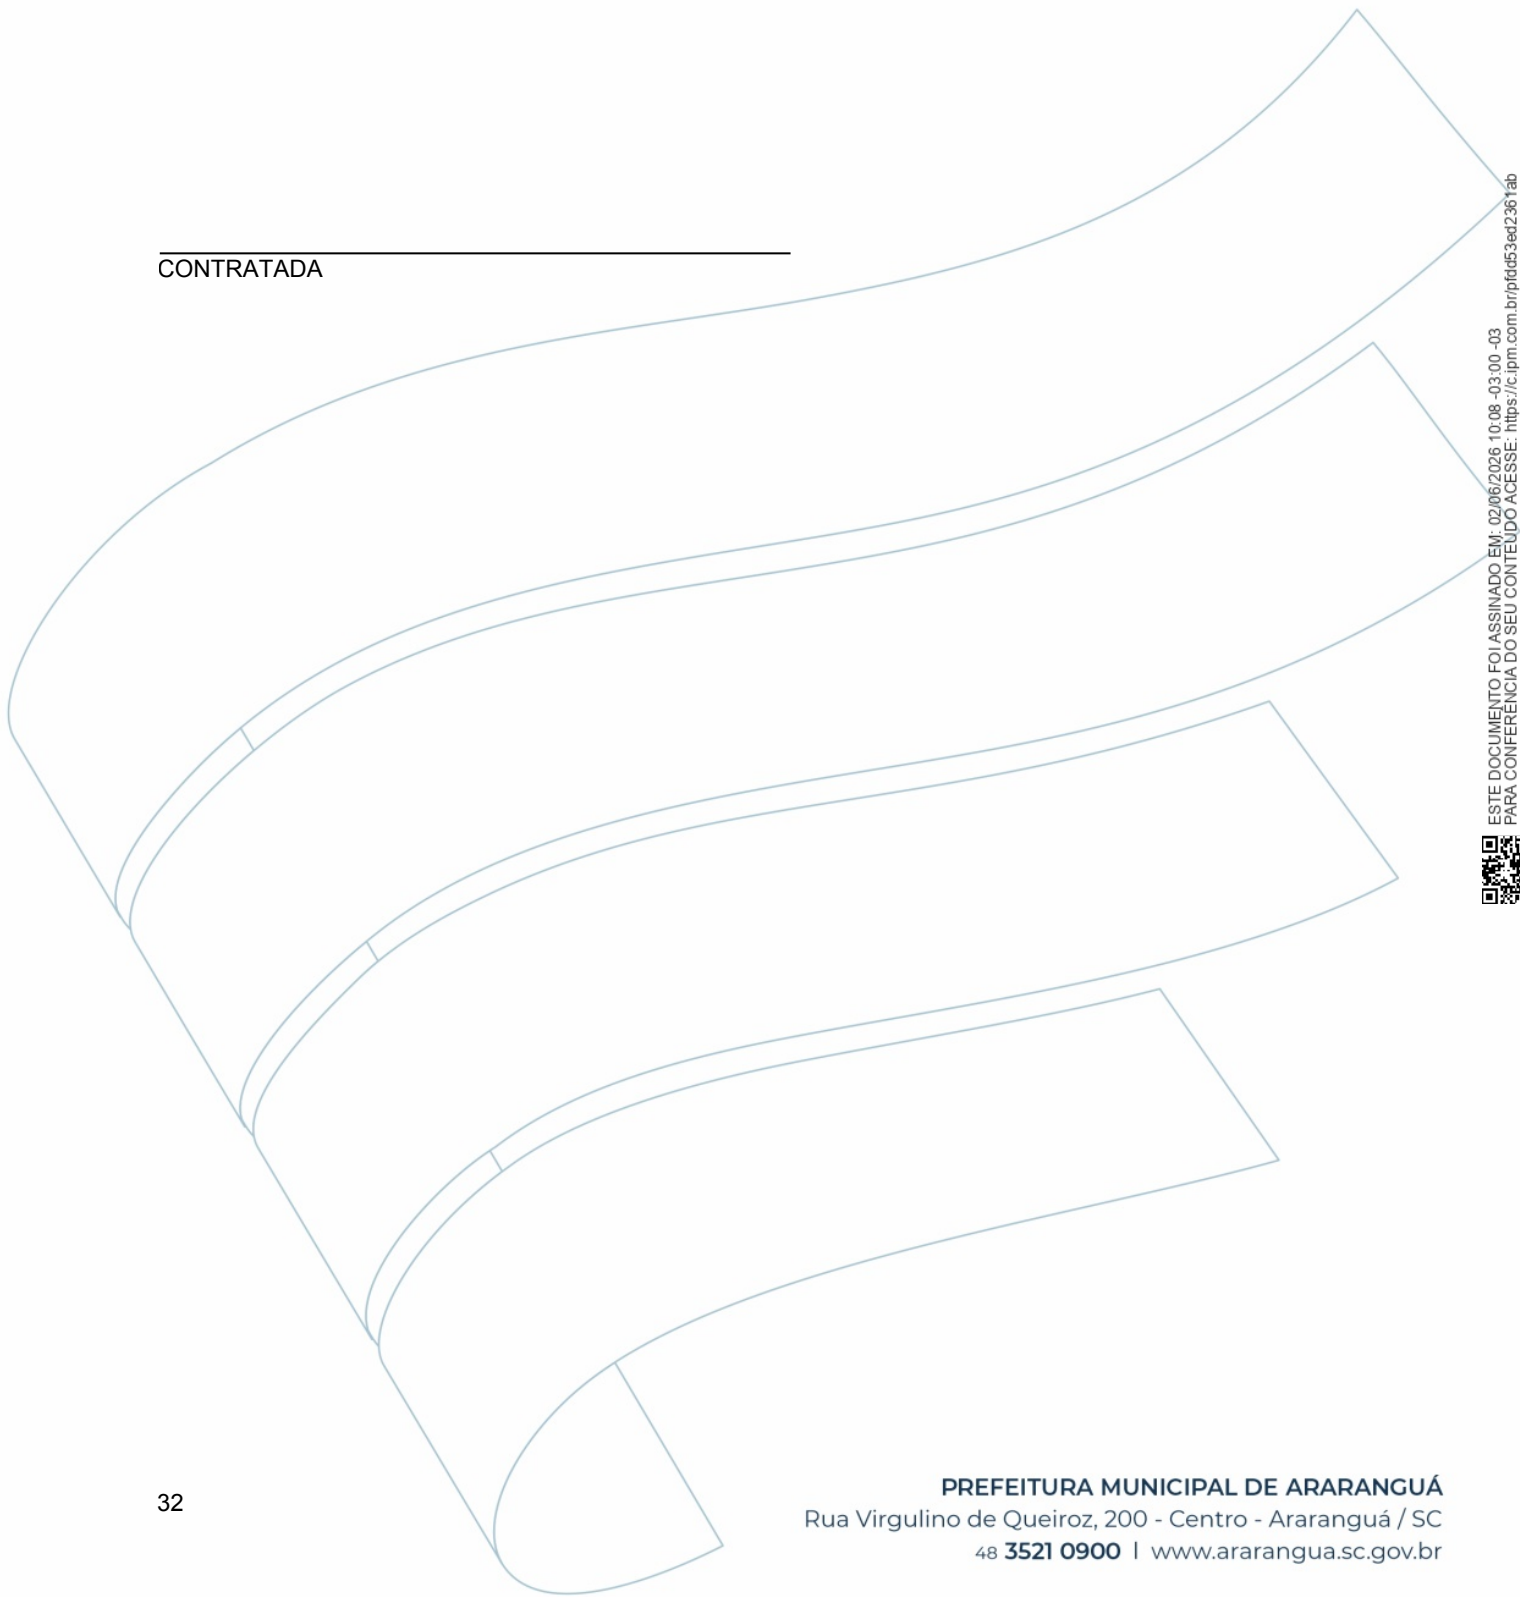 CONTRATADA
ESTE DOCUMENTO FOI ASSINADO EM: 02/06/2026 10:08 -03:00 -03
PARA CONFERÊNCIA DO SEU CONTEÚDO ACESSE: https://c.ipm.com.br/pfdd53ed2361ab
32
PREFEITURA MUNICIPAL DE ARARANGUÁ
Rua Virgulino de Queiroz, 200 - Centro - Araranguá / SC
48 3521 0900 | www.ararangua.sc.gov.br